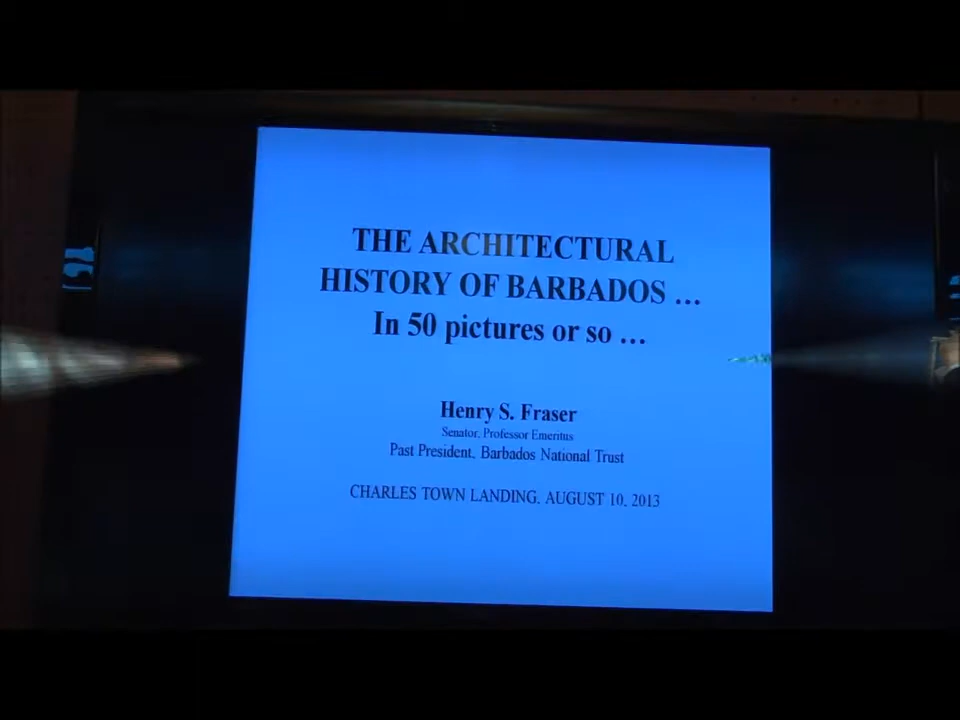 THE ARCHITECTURAL
HISTORY OF BARBADOS ...
In 50 pictures or so ...
Henry S. Fraser
Senator, Professor Emeritus
Past President, Barbados National Trust
CHARLES TOWN LANDING, AUGUST 10, 2013